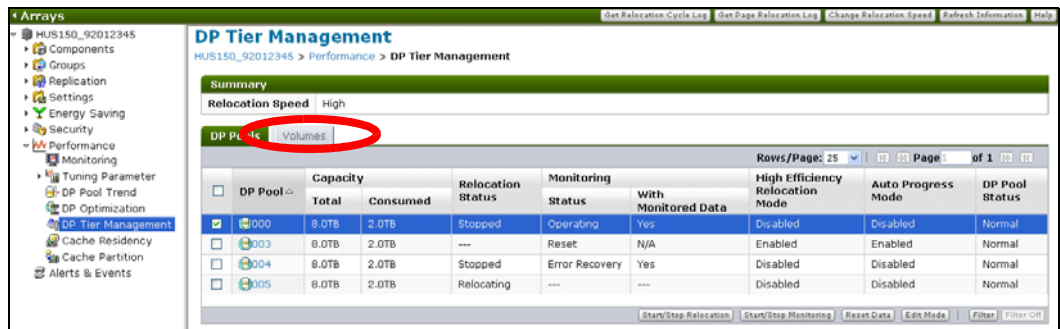 Arrays
Get Relocation Cycle Log Get Page Relocation Log Change Relocation Speed Refresh Information Help
HUS150_92012345
Components
Groups
Replication
Settings
Energy Saving
Security
Performance
Monitoring
Tuning Parameter
DP Pool Trend
DP Optimization
DP Tier Management
Cache Residency
Cache Partition
Alerts & Events
DP Tier Management
HUS150_92012345 > Performance > DP Tier Management
Summary
Relocation Speed High
DP Pools Volumes
Rows/Page: 25 Page 1 of 1
DP Pool Capacity Relocation Status Monitoring High Efficiency Relocation Mode Auto Progress Mode DP Pool Status
Total Consumed Status With Monitored Data
000 8.0TB 2.0TB Stopped Operating Yes Disabled Disabled Normal
003 8.0TB 2.0TB --- Reset N/A Enabled Enabled Normal
004 8.0TB 2.0TB Stopped Error Recovery Yes Disabled Disabled Normal
005 8.0TB 2.0TB Relocating --- --- Disabled Disabled Normal
Start/Stop Relocation Start/Stop Monitoring Reset Data Edit Mode | Filter Filter Off